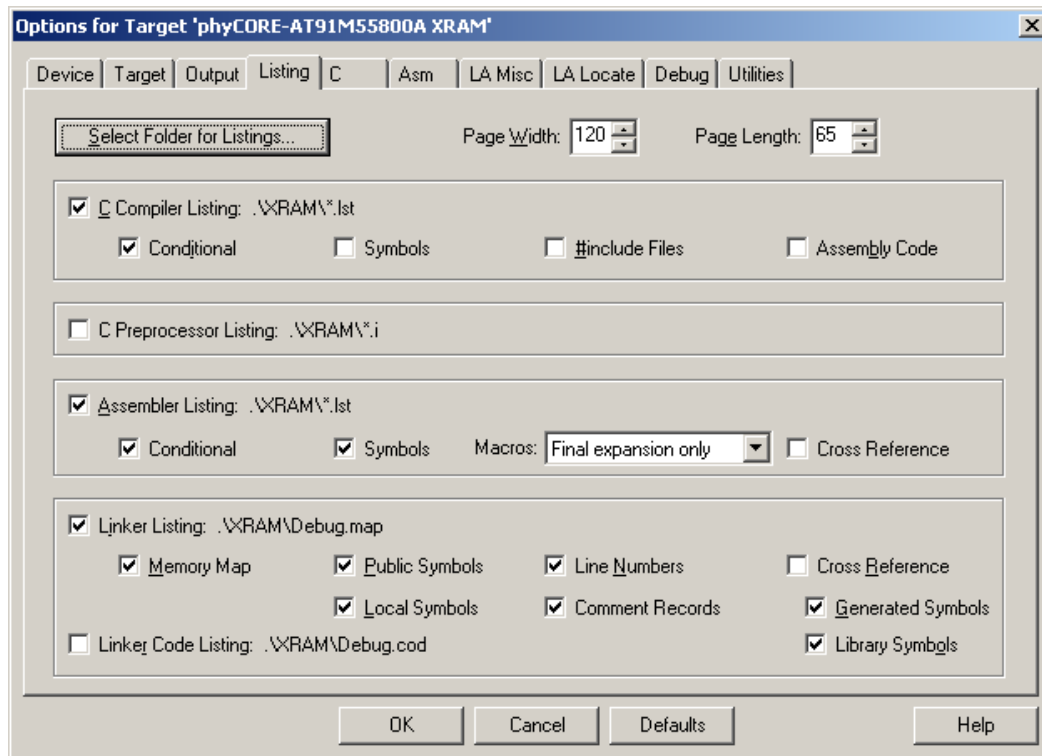 Options for Target 'phyCORE-AT91M55800A XRAM'
Device Target Output Listing C Asm LA Misc LA Locate Debug Utilities
Select Folder for Listings... Page Width: 120 Page Length: 65
C Compiler Listing: .\XRAM\*.lst
Conditional Symbols #include Files Assembly Code
C Preprocessor Listing: .\XRAM\*.i
Assembler Listing: .\XRAM\*.lst
Conditional Symbols Macros: Final expansion only Cross Reference
Linker Listing: .\XRAM\Debug.map
Memory Map Public Symbols Line Numbers Cross Reference
Local Symbols Comment Records Generated Symbols
Linker Code Listing: .\XRAM\Debug.cod Library Symbols
OK Cancel Defaults Help